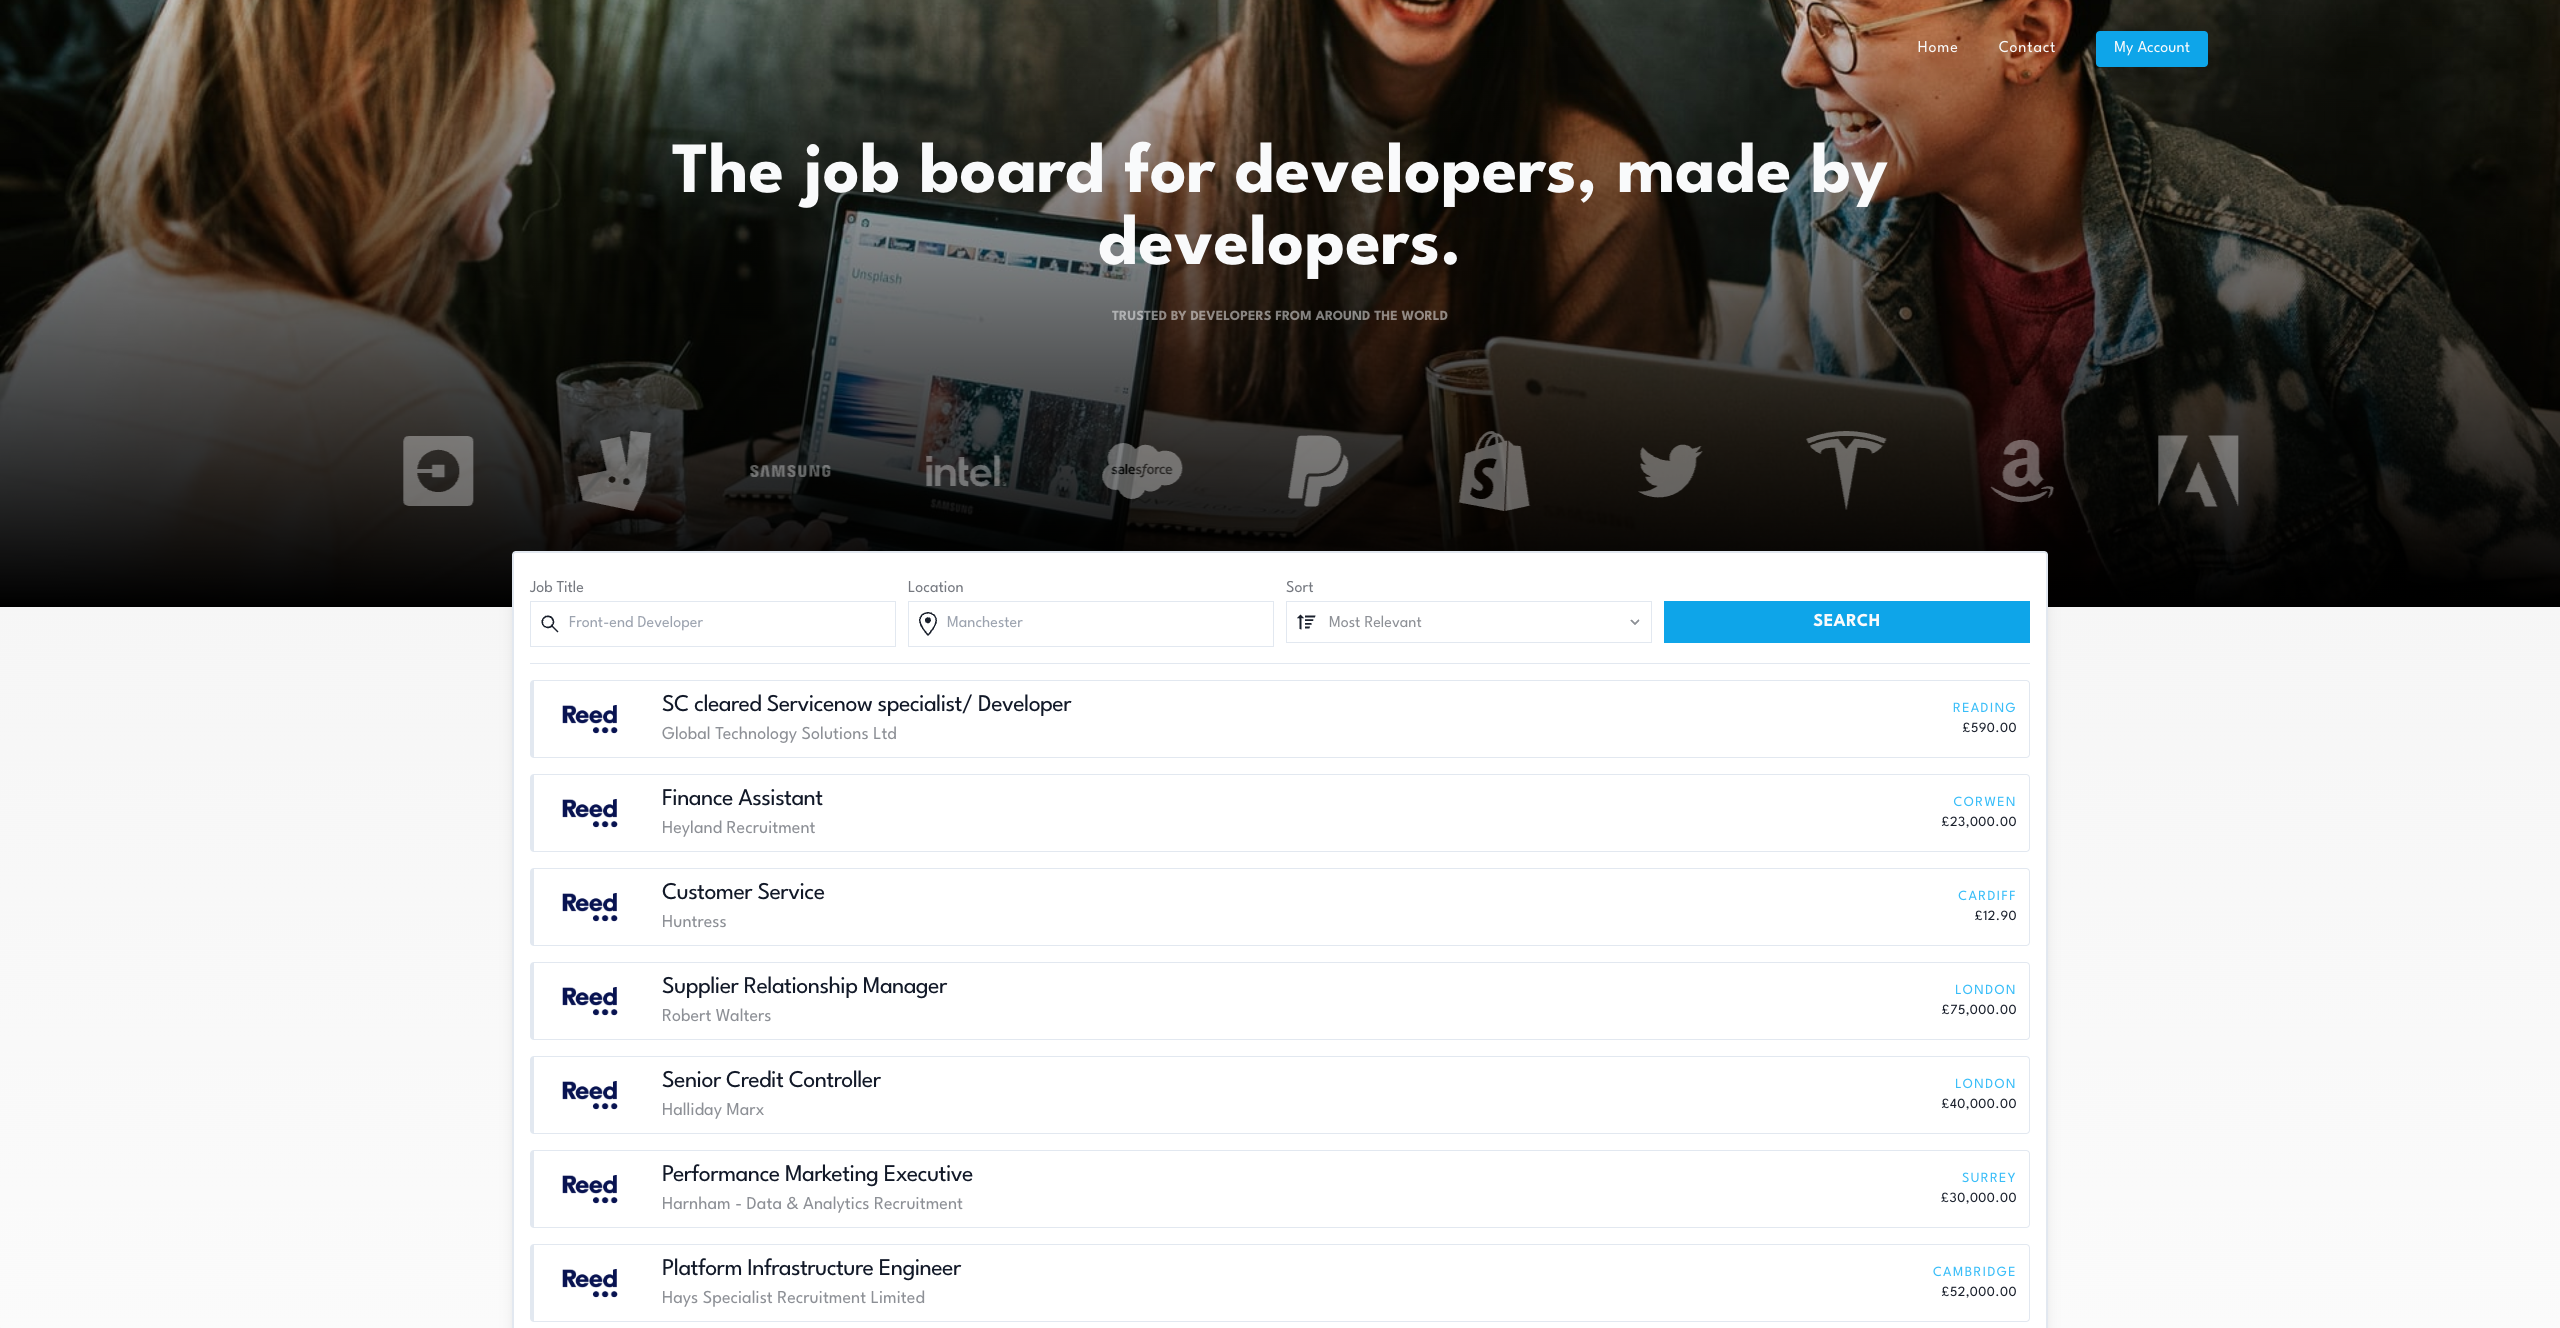 Home
Contact
My Account
The job board for developers, made by
developers.
Unsplash
TRUSTED BY DEVELOPERS FROM AROUND THE WORLD
SAMSUNG
intel
salesforce
SAMSUNG
Job Title
Location
Sort
Front-end Developer
Manchester
Most Relevant
SEARCH
Reed
SC cleared Servicenow specialist/ Developer
Global Technology Solutions Ltd
READING
£590.00
Reed
Finance Assistant
Heyland Recruitment
CORWEN
£23,000.00
Reed
Customer Service
Huntress
CARDIFF
£12.90
Reed
Supplier Relationship Manager
Robert Walters
LONDON
£75,000.00
Reed
Senior Credit Controller
Halliday Marx
LONDON
£40,000.00
Reed
Performance Marketing Executive
Harnham - Data & Analytics Recruitment
SURREY
£30,000.00
Reed
Platform Infrastructure Engineer
Hays Specialist Recruitment Limited
CAMBRIDGE
£52,000.00